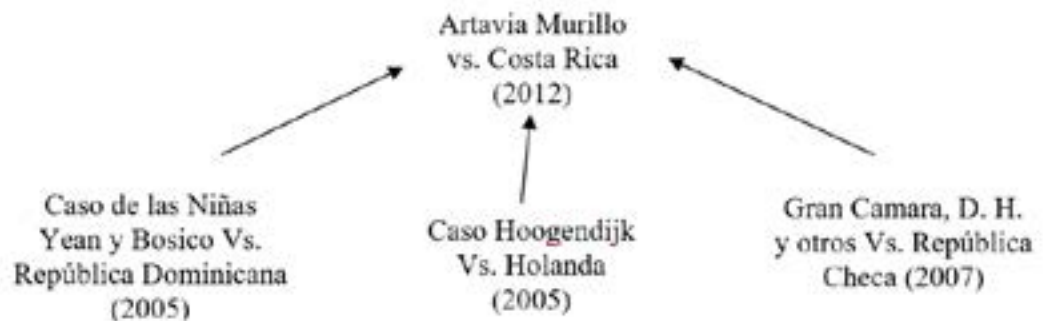 Artavia Murillo
vs. Costa Rica
(2012)
Caso de las Niñas
Yean y Bosico Vs.
República Dominicana
(2005)
Caso Hoogendijk
Vs. Holanda
(2005)
Gran Camara, D. H.
y otros Vs. República
Checa (2007)